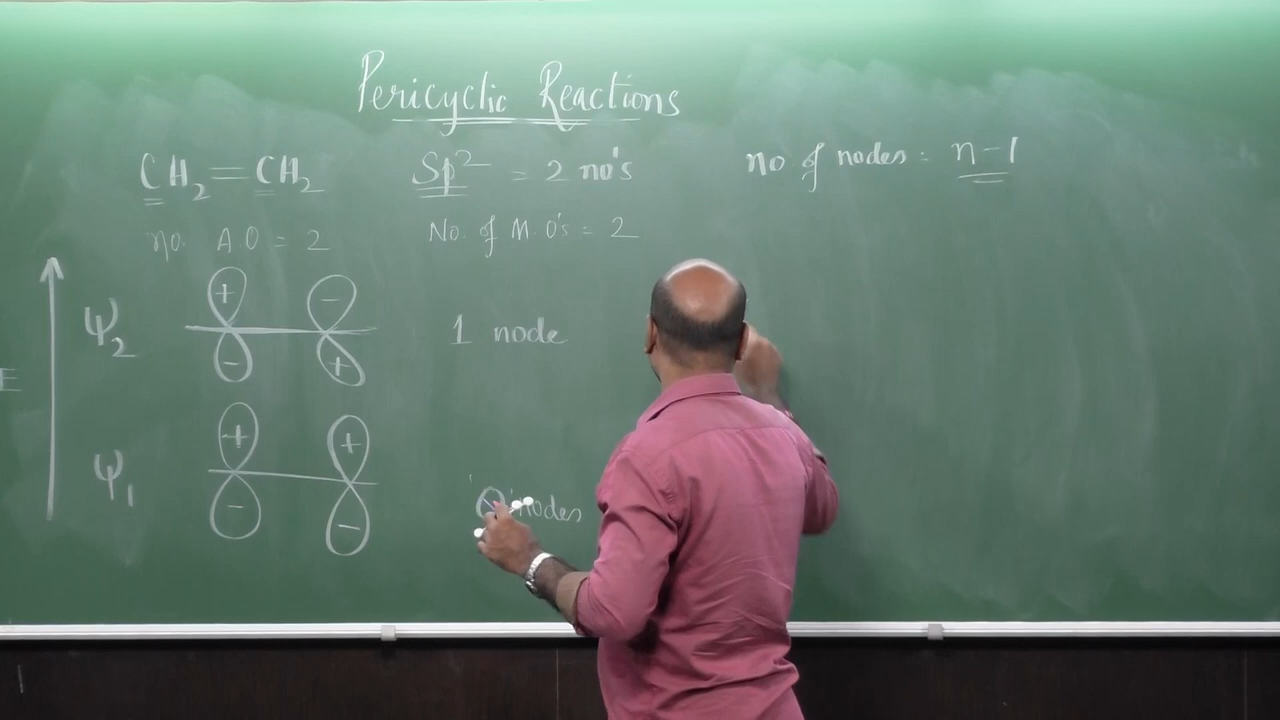 Pericyclic Reactions
CH2=CH2 Sp2 = 2 no's no of nodes = n-1
no. A.O = 2 No. of M.O's = 2
ψ2 + - 1 node
- +
E
ψ1 + +
- - 0 nodes